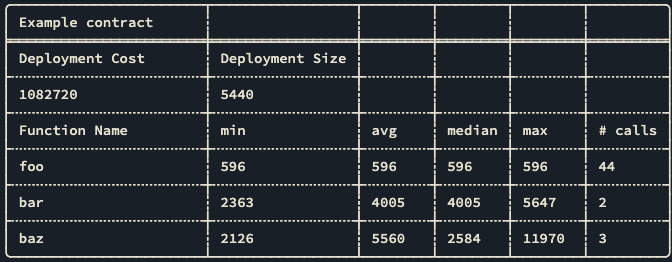 Example contract
Deployment Cost Deployment Size
1082720 5440
Function Name min avg median max # calls
foo 596 596 596 596 44
bar 2363 4005 4005 5647 2
baz 2126 5560 2584 11970 3